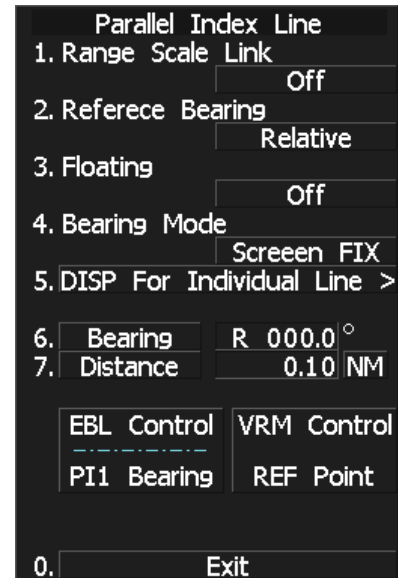 Parallel Index Line
1. Range Scale Link
Off
2. Referece Bearing
Relative
3. Floating
Off
4. Bearing Mode
Screeen FIX
5. DISP For Individual Line >
6. Bearing R 000.0 °
7. Distance 0.10 NM
EBL Control VRM Control
PI1 Bearing REF Point
0. Exit